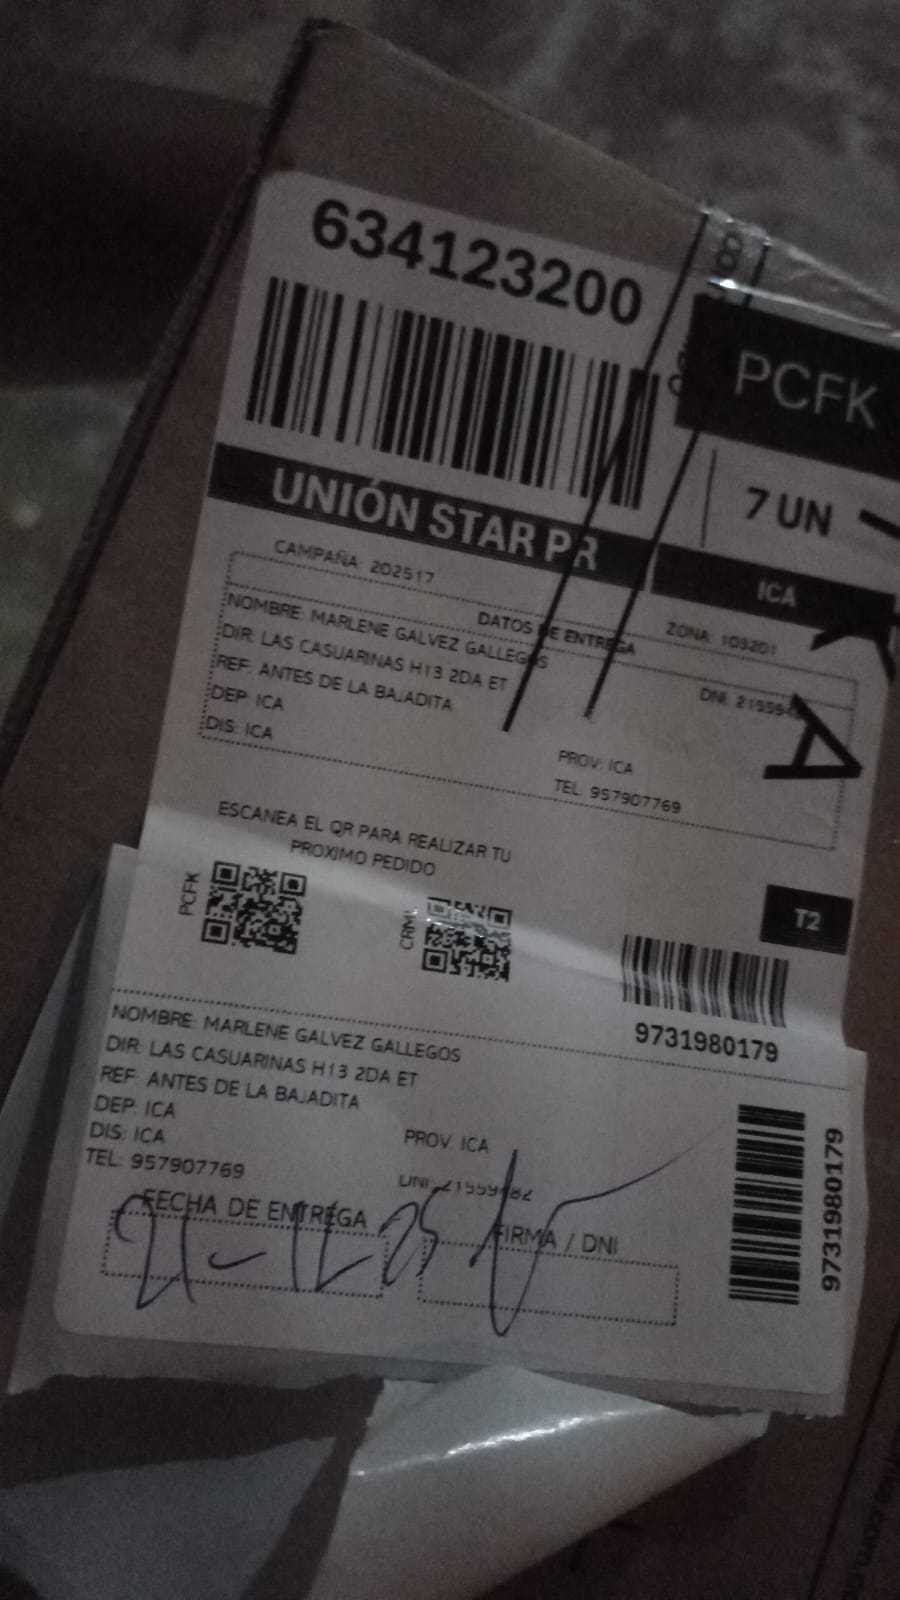 634123200
PCFK
7 UN
UNIÓN STAR PR
ICA
CAMPAÑA: 202517
DATOS DE ENTREGA
ZONA: 103201
NOMBRE: MARLENE GALVEZ GALLEGOS
DNI: 21559
DIR: LAS CASUARINAS H13 2DA ET
REF: ANTES DE LA BAJADITA
DEP: ICA
PROV: ICA
DIS: ICA
TEL: 957907769
A
ESCANEA EL QR PARA REALIZAR TU
PROXIMO PEDIDO
PCFK
CRM
T2
9731980179
NOMBRE: MARLENE GALVEZ GALLEGOS
DIR: LAS CASUARINAS H13 2DA ET
REF: ANTES DE LA BAJADITA
DEP: ICA
PROV: ICA
DIS: ICA
TEL: 957907769
DNI:
9731980179
FECHA DE ENTREGA
FIRMA / DNI